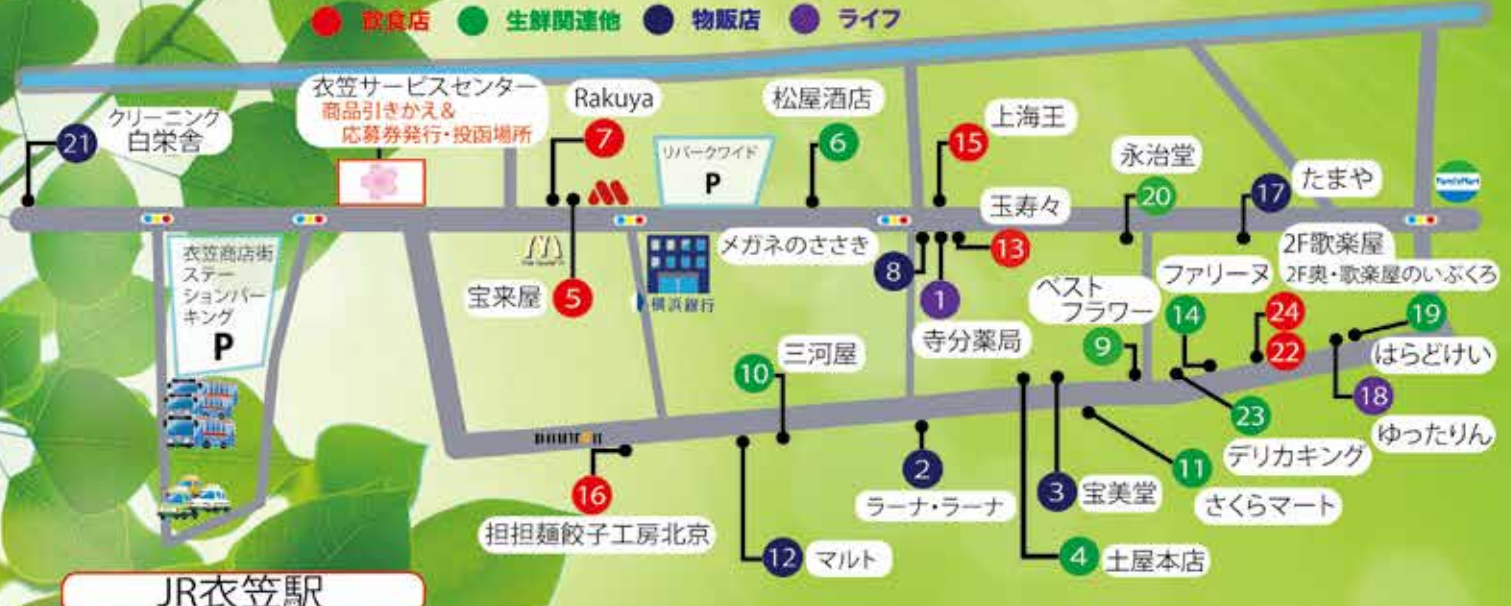 飲食店 生鮮関連他 物販店 ライフ
21
クリーニング
白栄舎
衣笠サービスセンター
商品引きかえ&
応募券発行・投函場所
Rakuya
7
リパークワイド
P
松屋酒店
6
上海王
15
永治堂
20
17
たまや
FamilyMart
衣笠商店街
ステー
ションパー
キング
P
宝来屋
5
横浜銀行
メガネのささき
8
1
寺分薬局
玉寿々
13
2F歌楽屋
2F奥・歌楽屋のいぶくろ
24
22
ファリーヌ
14
ベスト
フラワー
9
19
はらどけい
18
ゆったりん
三河屋
10
23
デリカキング
11
さくらマート
2
ラーナ・ラーナ
3
宝美堂
4
土屋本店
16
担担麺餃子工房北京
12
マルト
JR衣笠駅